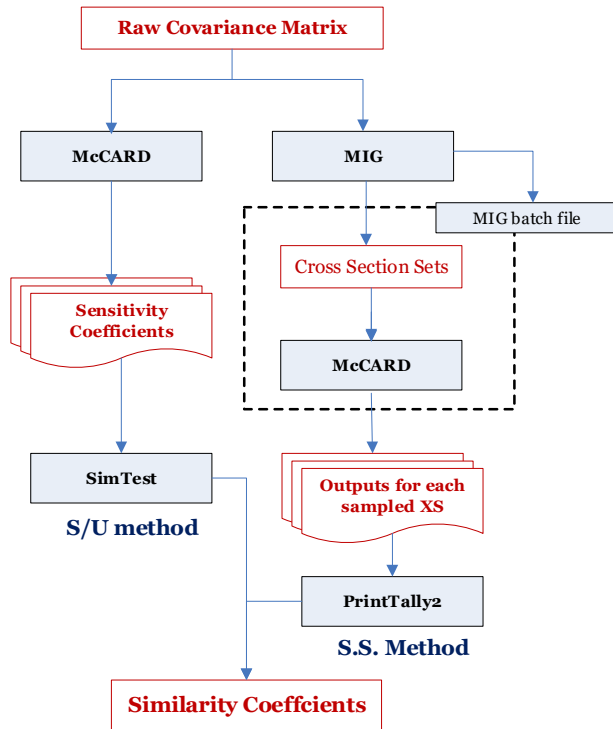 Raw Covariance Matrix
McCARD
MIG
MIG batch file
Cross Section Sets
Sensitivity
Coefficients
McCARD
SimTest
Outputs for each
sampled XS
S/U method
PrintTally2
S.S. Method
Similarity Coeffcients